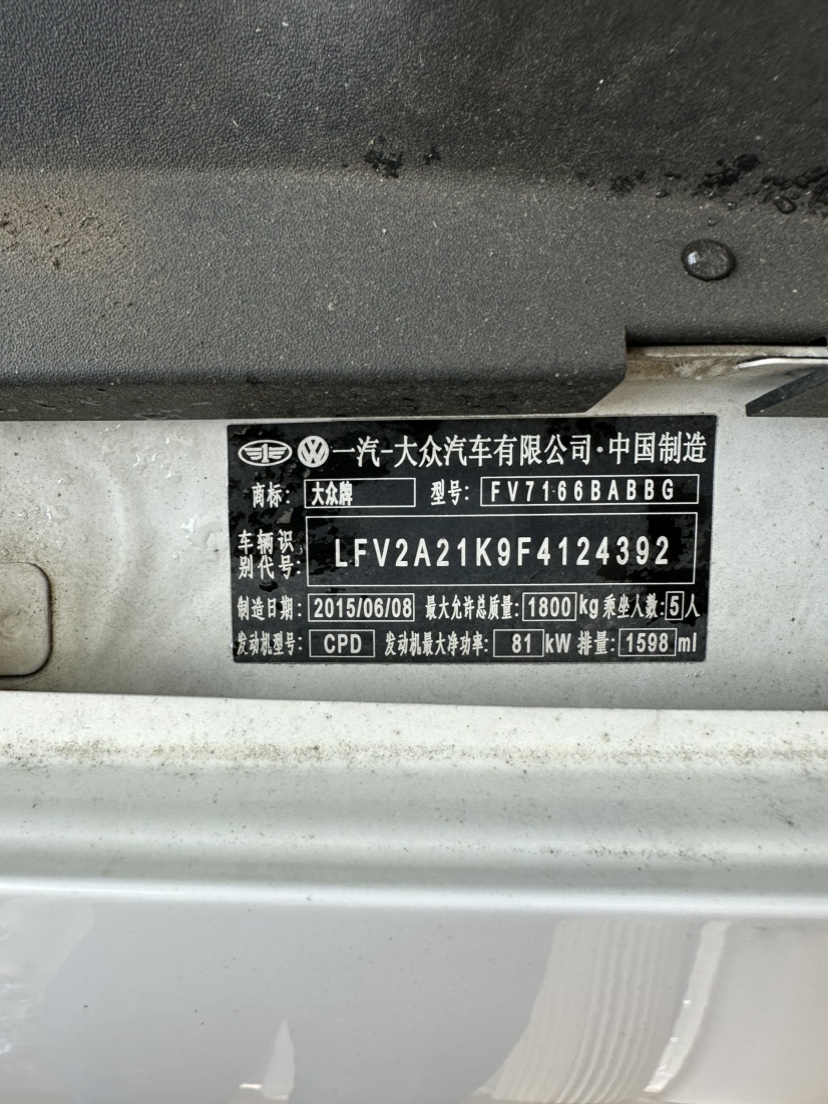 一汽-大众汽车有限公司·中国制造
商标: 大众牌 型号: FV7166BABBG
车辆识别代号: LFV2A21K9F4124392
制造日期: 2015/06/08 最大允许总质量: 1800 kg 乘坐人数: 5 人
发动机型号: CPD 发动机最大净功率: 81 kW 排量: 1598 ml